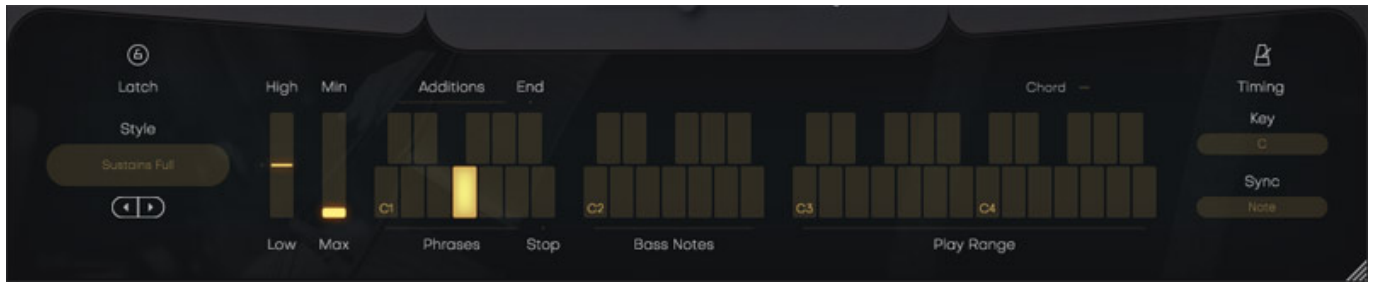 Latch
High Min Additions End Chord – Timing
Style
Key
Sustains Full
C
Sync
C1 C2 C3 C4
Note
Low Max Phrases Stop Bass Notes Play Range